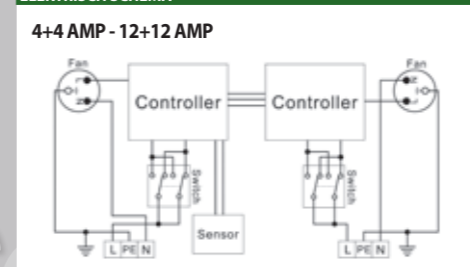 4+4 AMP - 12+12 AMP
Fan
Fan
Controller
Controller
Switch
Switch
Sensor
L PE N
L PE N